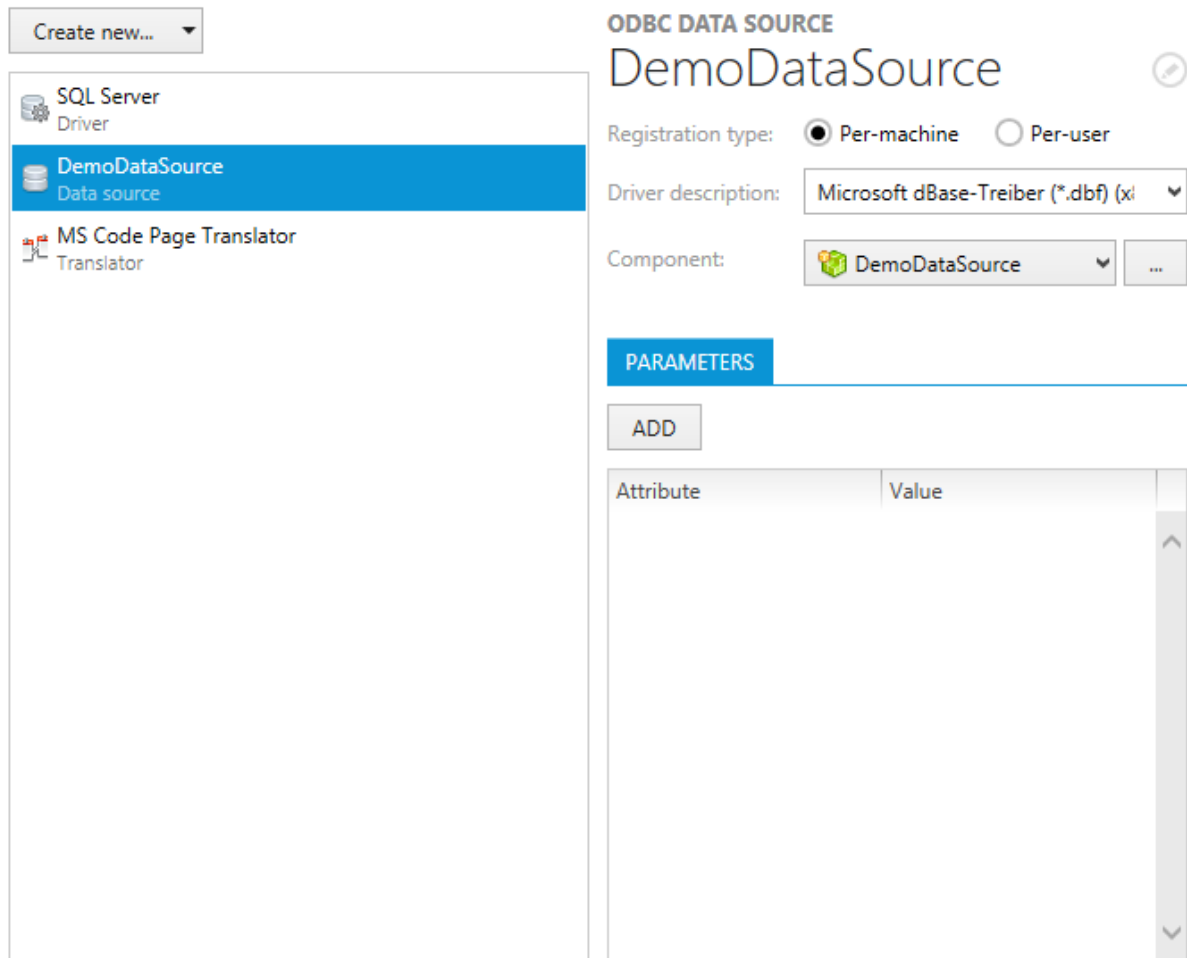 Create new...
SQL Server
Driver
DemoDataSource
Data source
MS Code Page Translator
Translator
ODBC DATA SOURCE
DemoDataSource
Registration type: Per-machine Per-user
Driver description: Microsoft dBase-Treiber (*.dbf)
Component: DemoDataSource ...
PARAMETERS
ADD
Attribute Value